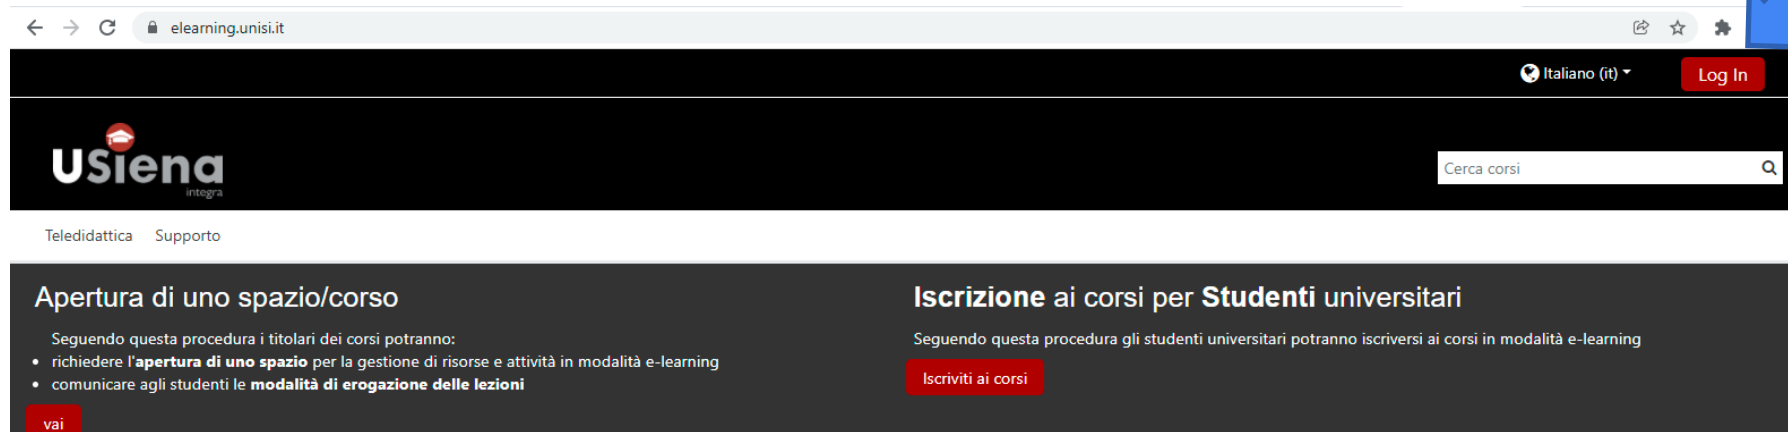 elearning.unisi.it
Italiano (it)
Log In
USiena
integra
Cerca corsi
Teledidattica Supporto
Apertura di uno spazio/corso
Seguendo questa procedura i titolari dei corsi potranno:
• richiedere l'apertura di uno spazio per la gestione di risorse e attività in modalità e-learning
• comunicare agli studenti le modalità di erogazione delle lezioni
vai
Iscrizione ai corsi per Studenti universitari
Seguendo questa procedura gli studenti universitari potranno iscriversi ai corsi in modalità e-learning
Iscriviti ai corsi